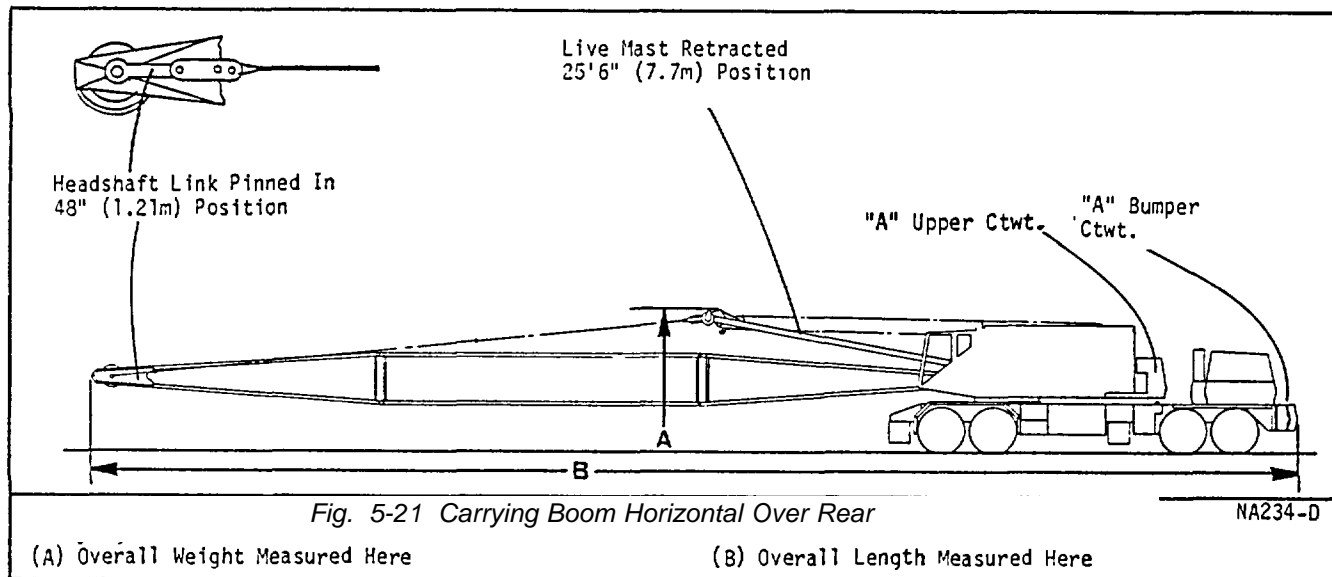 Live Mast Retracted
25'6" (7.7m) Position
Headshaft Link Pinned In
48" (1.21m) Position
"A" Upper Ctwt.
"A" Bumper
Ctwt.
A
B
Fig. 5-21 Carrying Boom Horizontal Over Rear
NA234-D
(A) Overall Weight Measured Here
(B) Overall Length Measured Here